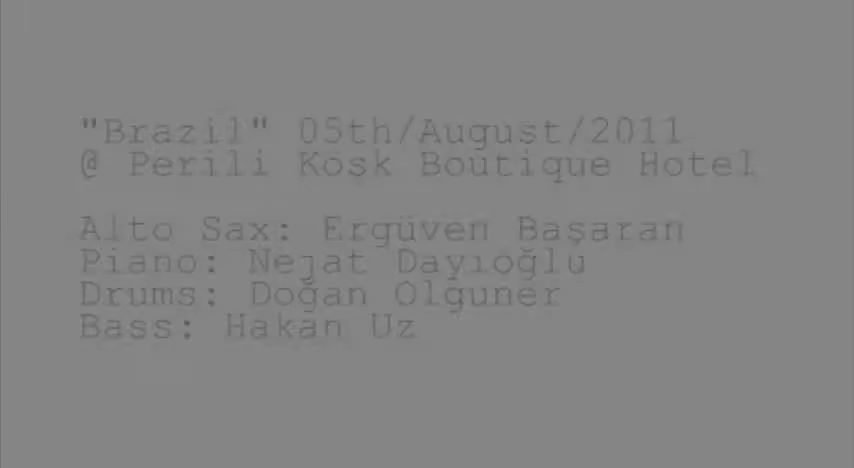 "Brazil" 05th/August/2011
@ Perili Kosk Boutique Hotel
Alto Sax: Ergüven Başaran
Piano: Nejat Dayıoğlu
Drums: Doğan Olguner
Bass: Hakan Uz